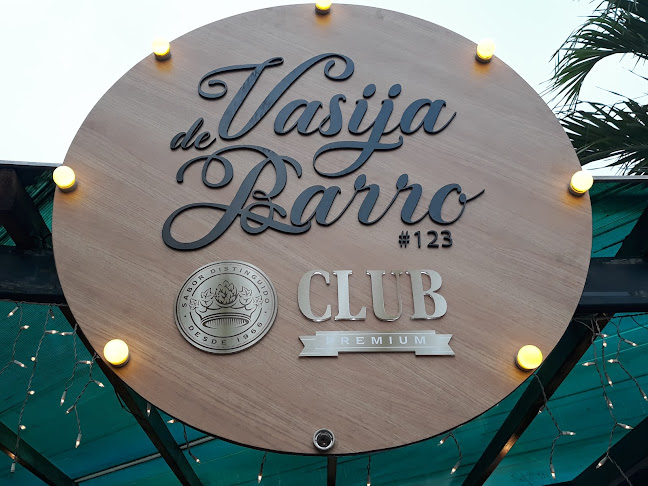 Vasija
de
Barro
#123
SABOR DISTINGUIDO
DESDE 1966
CLUB
PREMIUM